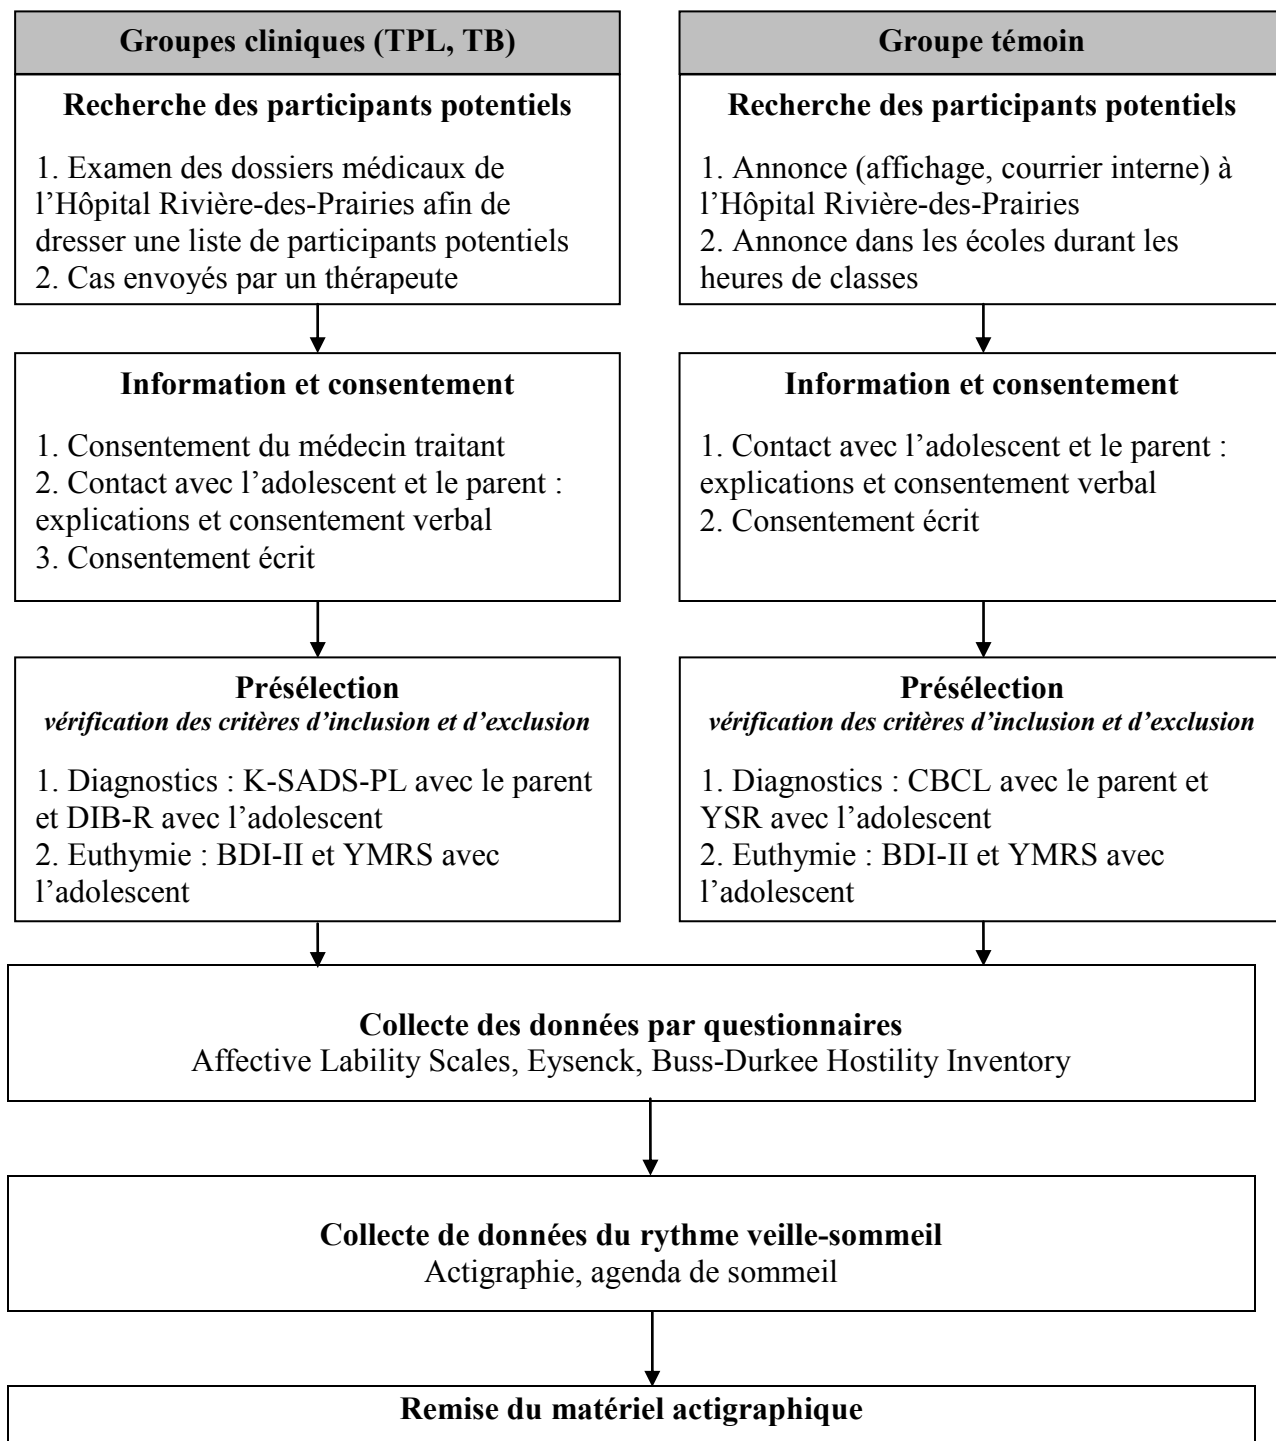 Groupes cliniques (TPL, TB)
Recherche des participants potentiels
1. Examen des dossiers médicaux de
l’Hôpital Rivière-des-Prairies afin de
dresser une liste de participants potentiels
2. Cas envoyés par un thérapeute
Groupe témoin
Recherche des participants potentiels
1. Annonce (affichage, courrier interne) à
l’Hôpital Rivière-des-Prairies
2. Annonce dans les écoles durant les
heures de classes
Information et consentement
1. Consentement du médecin traitant
2. Contact avec l’adolescent et le parent :
explications et consentement verbal
3. Consentement écrit
Information et consentement
1. Contact avec l’adolescent et le parent :
explications et consentement verbal
2. Consentement écrit
Présélection
vérification des critères d’inclusion et d’exclusion
1. Diagnostics : K-SADS-PL avec le parent
et DIB-R avec l’adolescent
2. Euthymie : BDI-II et YMRS avec
l’adolescent
Présélection
vérification des critères d’inclusion et d’exclusion
1. Diagnostics : CBCL avec le parent et
YSR avec l’adolescent
2. Euthymie : BDI-II et YMRS avec
l’adolescent
Collecte des données par questionnaires
Affective Lability Scales, Eysenck, Buss-Durkee Hostility Inventory
Collecte de données du rythme veille-sommeil
Actigraphie, agenda de sommeil
Remise du matériel actigraphique